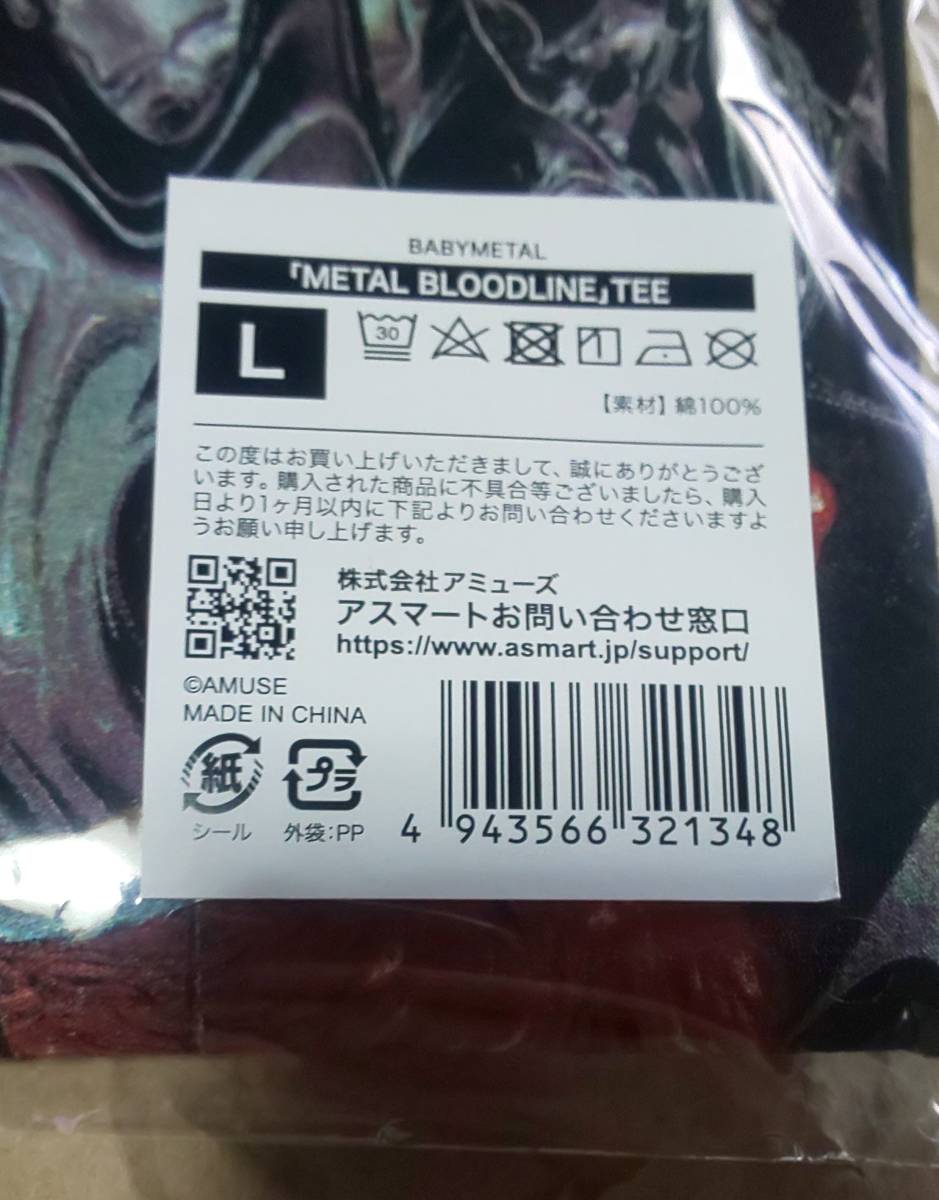 BABYMETAL
「METAL BLOODLINE」TEE
L
30
【素材】綿100%
この度はお買い上げいただきまして、誠にありがとうござ
います。購入された商品に不具合等ございましたら、購入
日より1ヶ月以内に下記よりお問い合わせくださいますよ
うお願い申し上げます。
株式会社アミューズ
アスマートお問い合わせ窓口
https://www.asmart.jp/support/
©AMUSE
MADE IN CHINA
紙 プラ
シール 外袋:PP
4 943566 321348